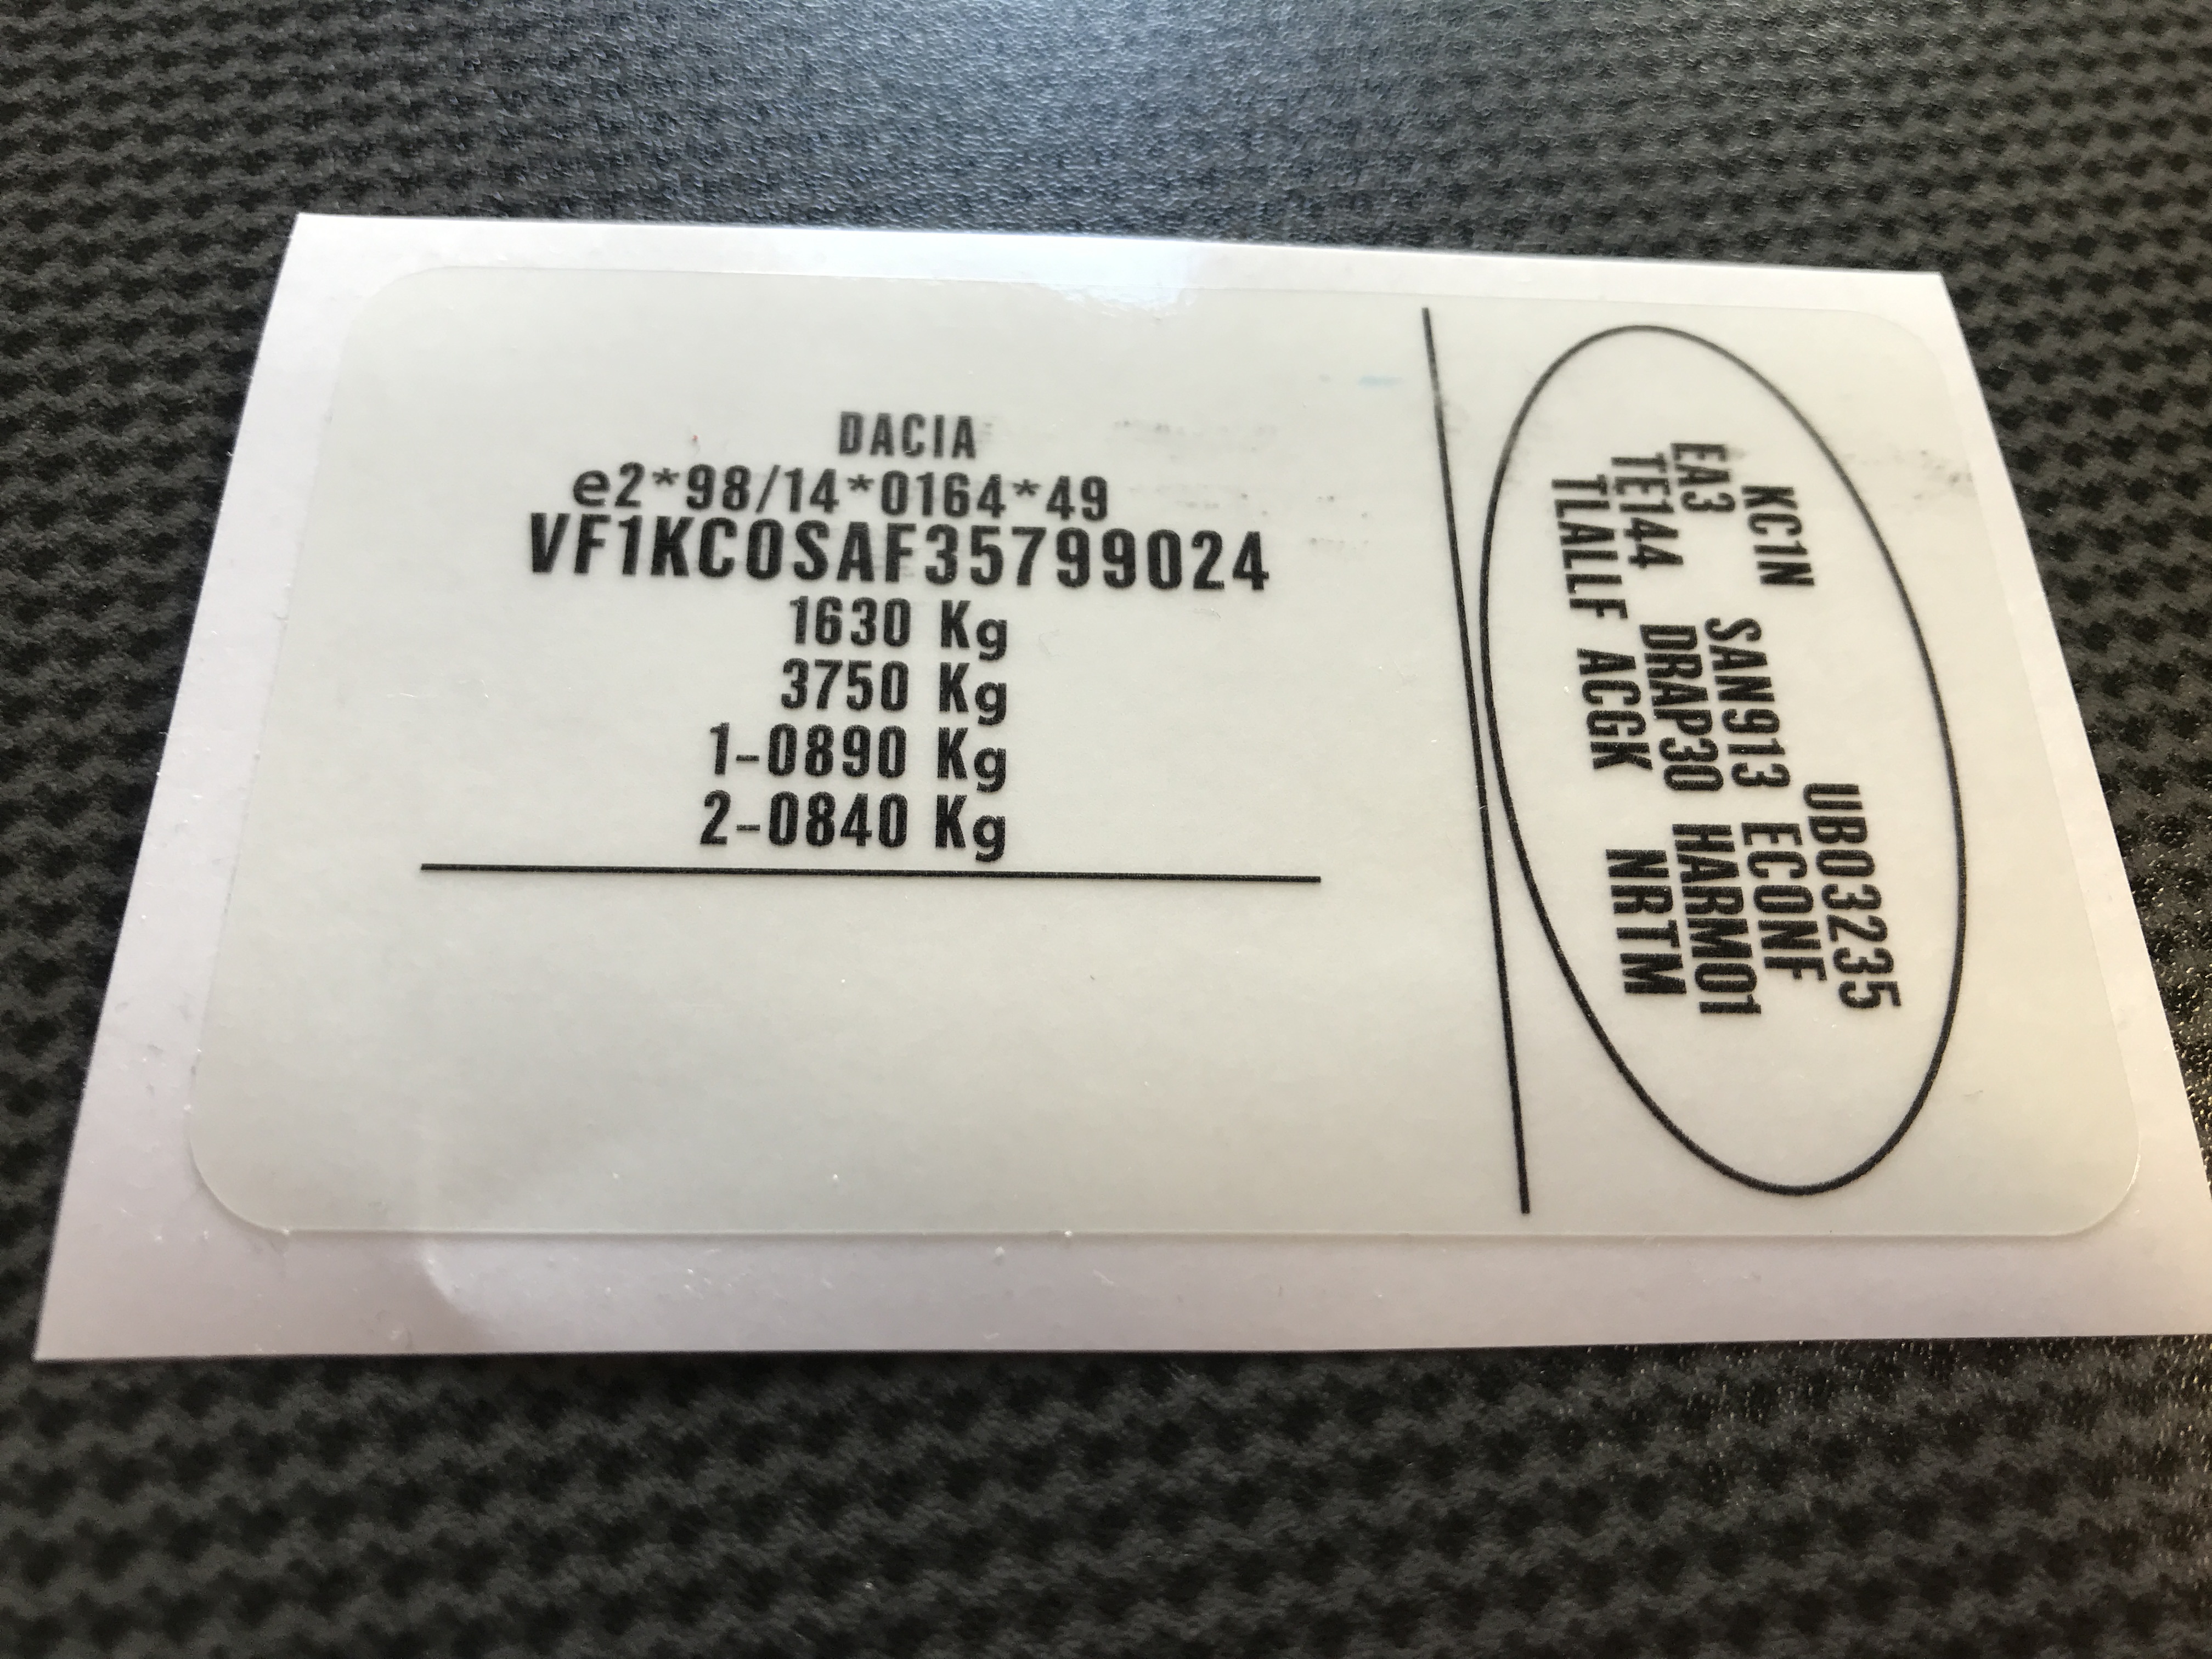 DACIA
e2*98/14*0164*49
VF1KC0SAF35799024
1630 Kg
3750 Kg
1-0890 Kg
2-0840 Kg
KC1N UB03235
EA3 SAN913 ECONF
TE144 DRAP30 HARM01
TLALLF ACGK NRTM